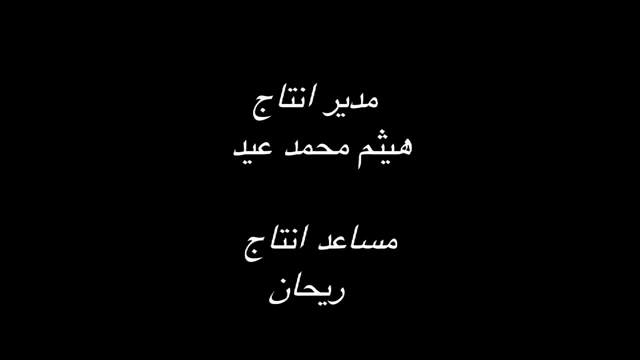 مدير انتاج
هيثم محمد عيد
مساعد انتاج
ريحان